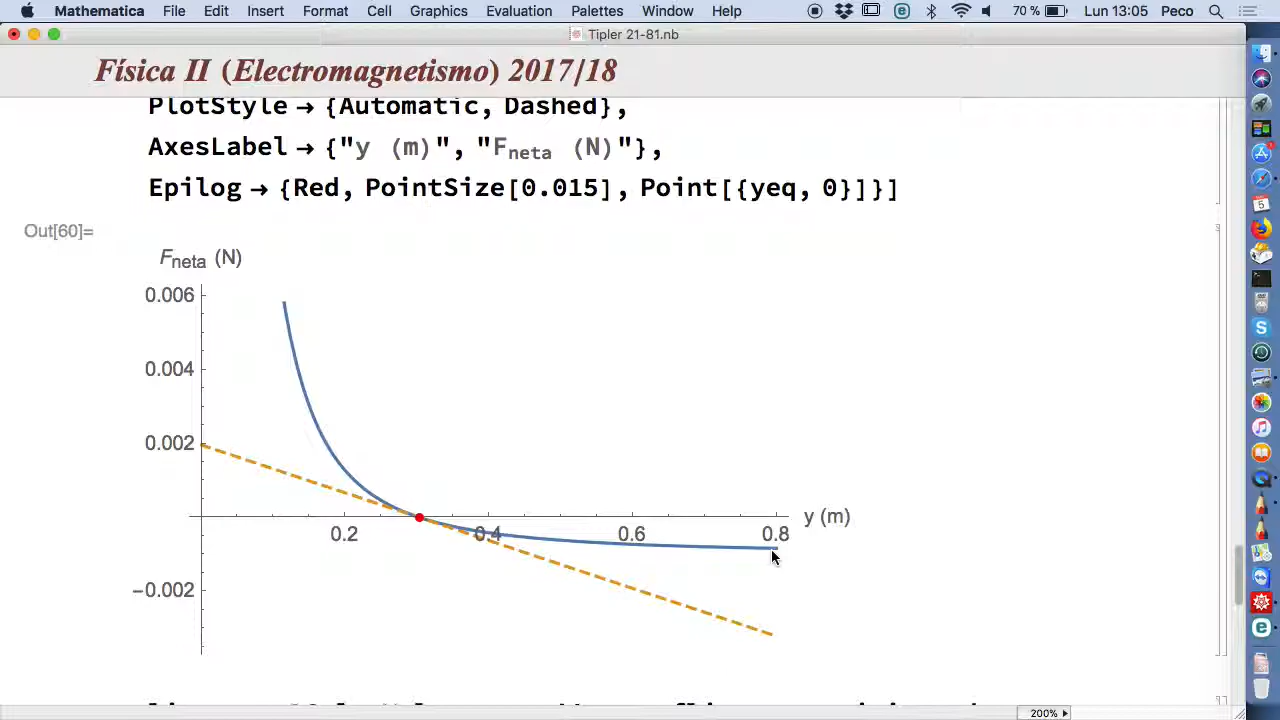 Mathematica File Edit Insert Format Cell Graphics Evaluation Palettes Window Help 70 % Lun 13:05 Peco
Tipler 21-81.nb
Física II (Electromagnetismo) 2017/18
PlotStyle → {Automatic, Dashed},
AxesLabel → {"y (m)", "Fneta (N)"},
Epilog → {Red, PointSize[0.015], Point[{yeq, 0}]}]
Out[60]=
Fneta (N)
0.006
0.004
0.002
y (m)
0.2 0.4 0.6 0.8
−0.002
200%